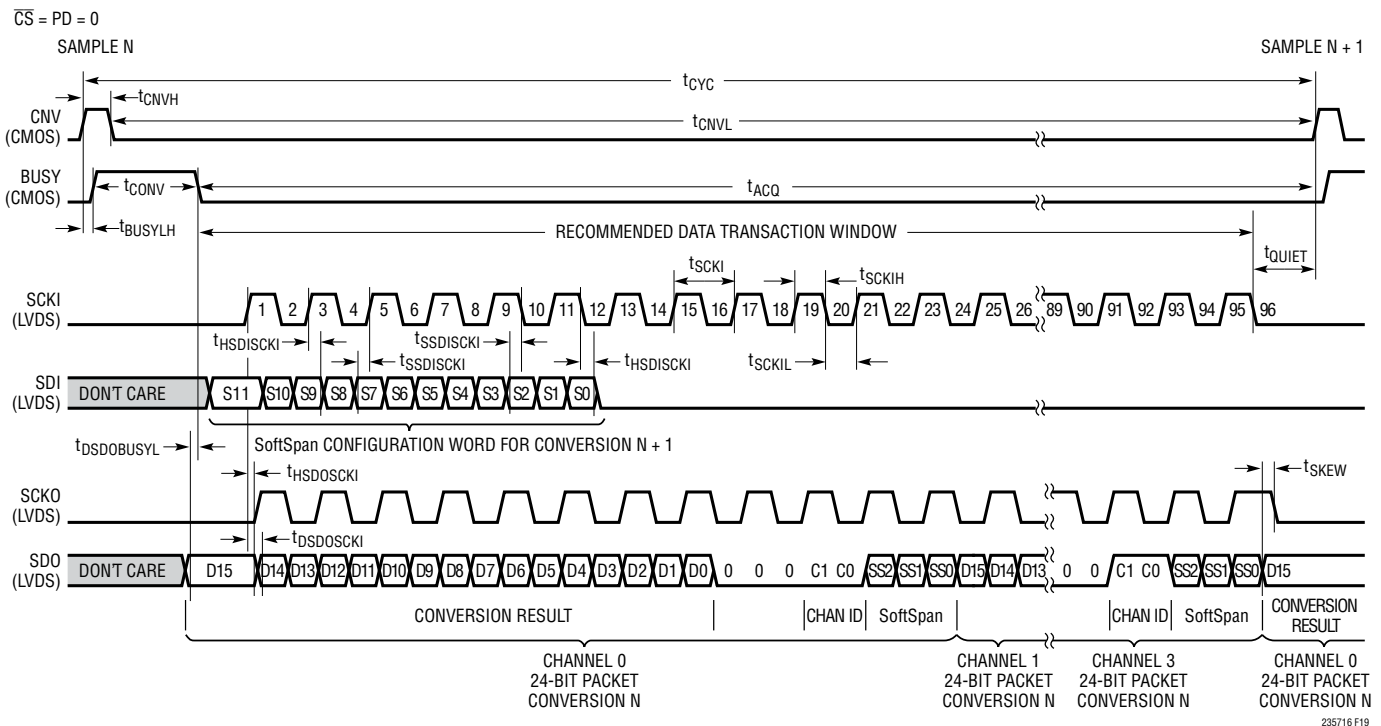 CS = PD = 0
SAMPLE N
SAMPLE N + 1
tCYC
tCNVH
CNV
(CMOS)
tCNVL
BUSY
(CMOS)
tCONV
tACQ
tBUSYLH
RECOMMENDED DATA TRANSACTION WINDOW
tQUIET
tSCKI
tSCKIH
SCKI
(LVDS)
1 2 3 4 5 6 7 8 9 10 11 12 13 14 15 16 17 18 19 20 21 22 23 24 25 26 89 90 91 92 93 94 95 96
tHSDISCKI
tSSDISCKI
tSSDISCKI
tHSDISCKI
tSCKIL
SDI
(LVDS)
DON'T CARE S11 S10 S9 S8 S7 S6 S5 S4 S3 S2 S1 S0
tDSDOBUSYL
SoftSpan CONFIGURATION WORD FOR CONVERSION N + 1
tHSDOSCKI
tSKEW
SCKO
(LVDS)
tDSDOSCKI
SDO
(LVDS)
DON'T CARE D15 D14 D13 D12 D11 D10 D9 D8 D7 D6 D5 D4 D3 D2 D1 D0 0 0 0 C1 C0 SS2 SS1 SS0 D15 D14 D13 0 0 C1 C0 SS2 SS1 SS0 D15
CONVERSION RESULT
CHAN ID
SoftSpan
CHAN ID
SoftSpan
CONVERSION
RESULT
CHANNEL 0
24-BIT PACKET
CONVERSION N
CHANNEL 1
24-BIT PACKET
CONVERSION N
CHANNEL 3
24-BIT PACKET
CONVERSION N
CHANNEL 0
24-BIT PACKET
CONVERSION N
235716 F19